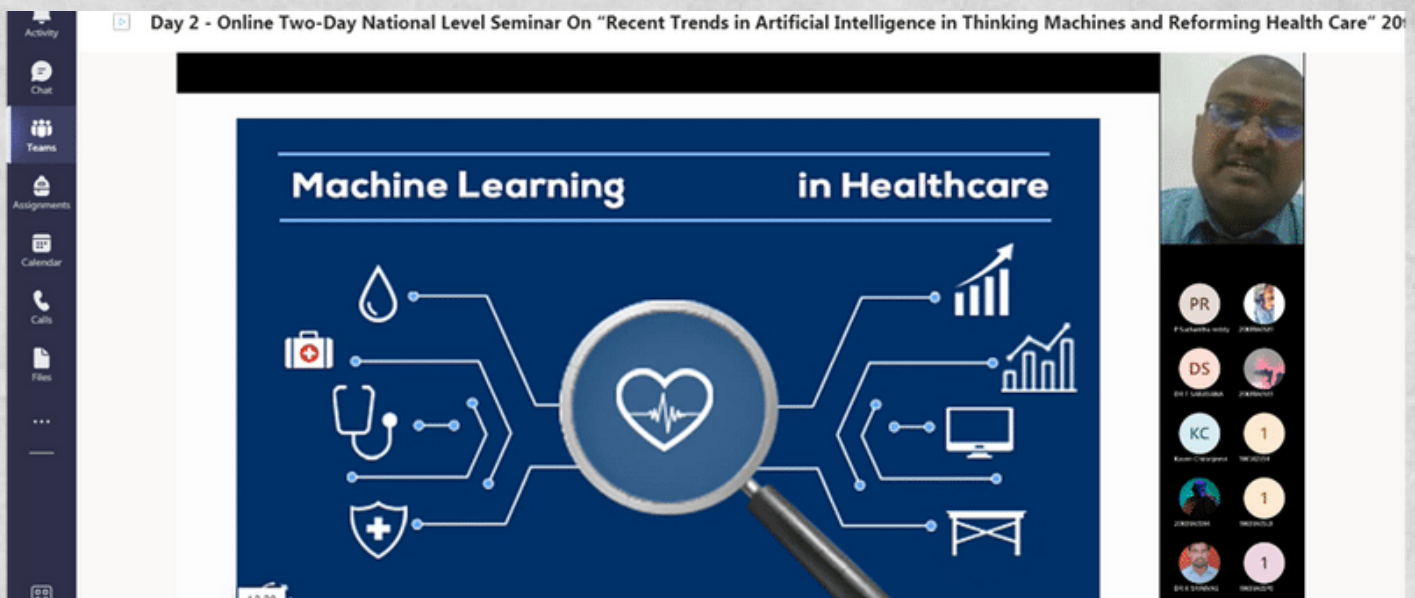 Day 2 - Online Two-Day National Level Seminar On “Recent Trends in Artificial Intelligence in Thinking Machines and Reforming Health Care”
Activity
Chat
Teams
Assignments
Calendar
Calls
Files
...
Machine Learning in Healthcare
PR
DS
KC
1
1
1